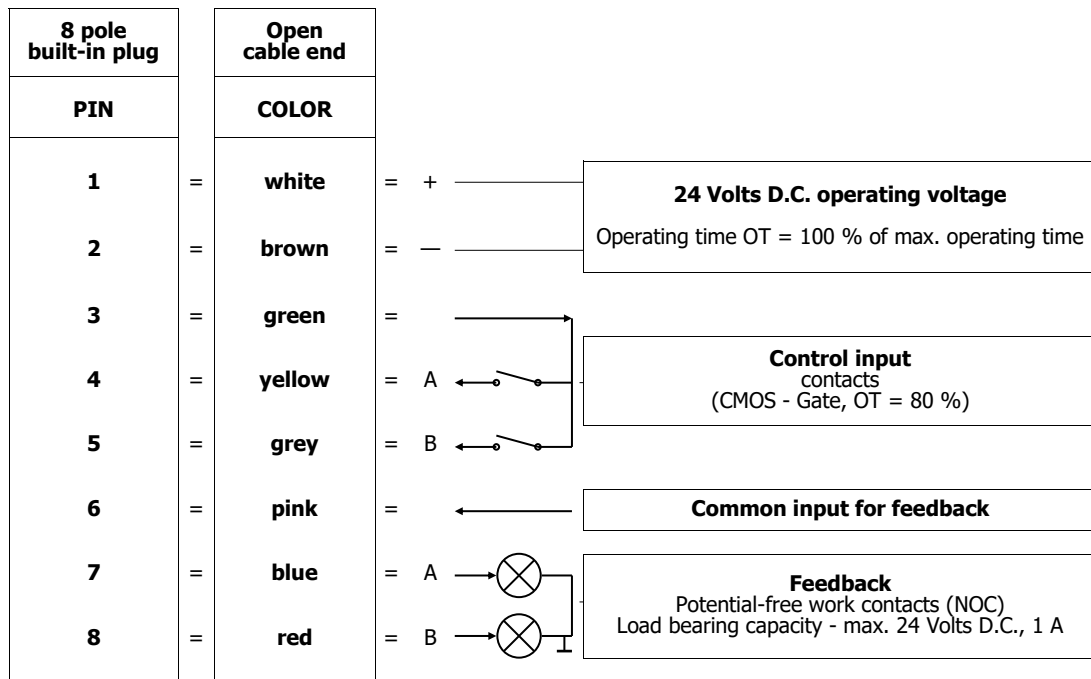 8 pole
built-in plug
Open
cable end
PIN
COLOR
1 = white = +
24 Volts D.C. operating voltage
Operating time OT = 100 % of max. operating time
2 = brown = —
3 = green =
4 = yellow = A
Control input
contacts
(CMOS - Gate, OT = 80 %)
5 = grey = B
6 = pink =
Common input for feedback
7 = blue = A
Feedback
Potential-free work contacts (NOC)
Load bearing capacity - max. 24 Volts D.C., 1 A
8 = red = B